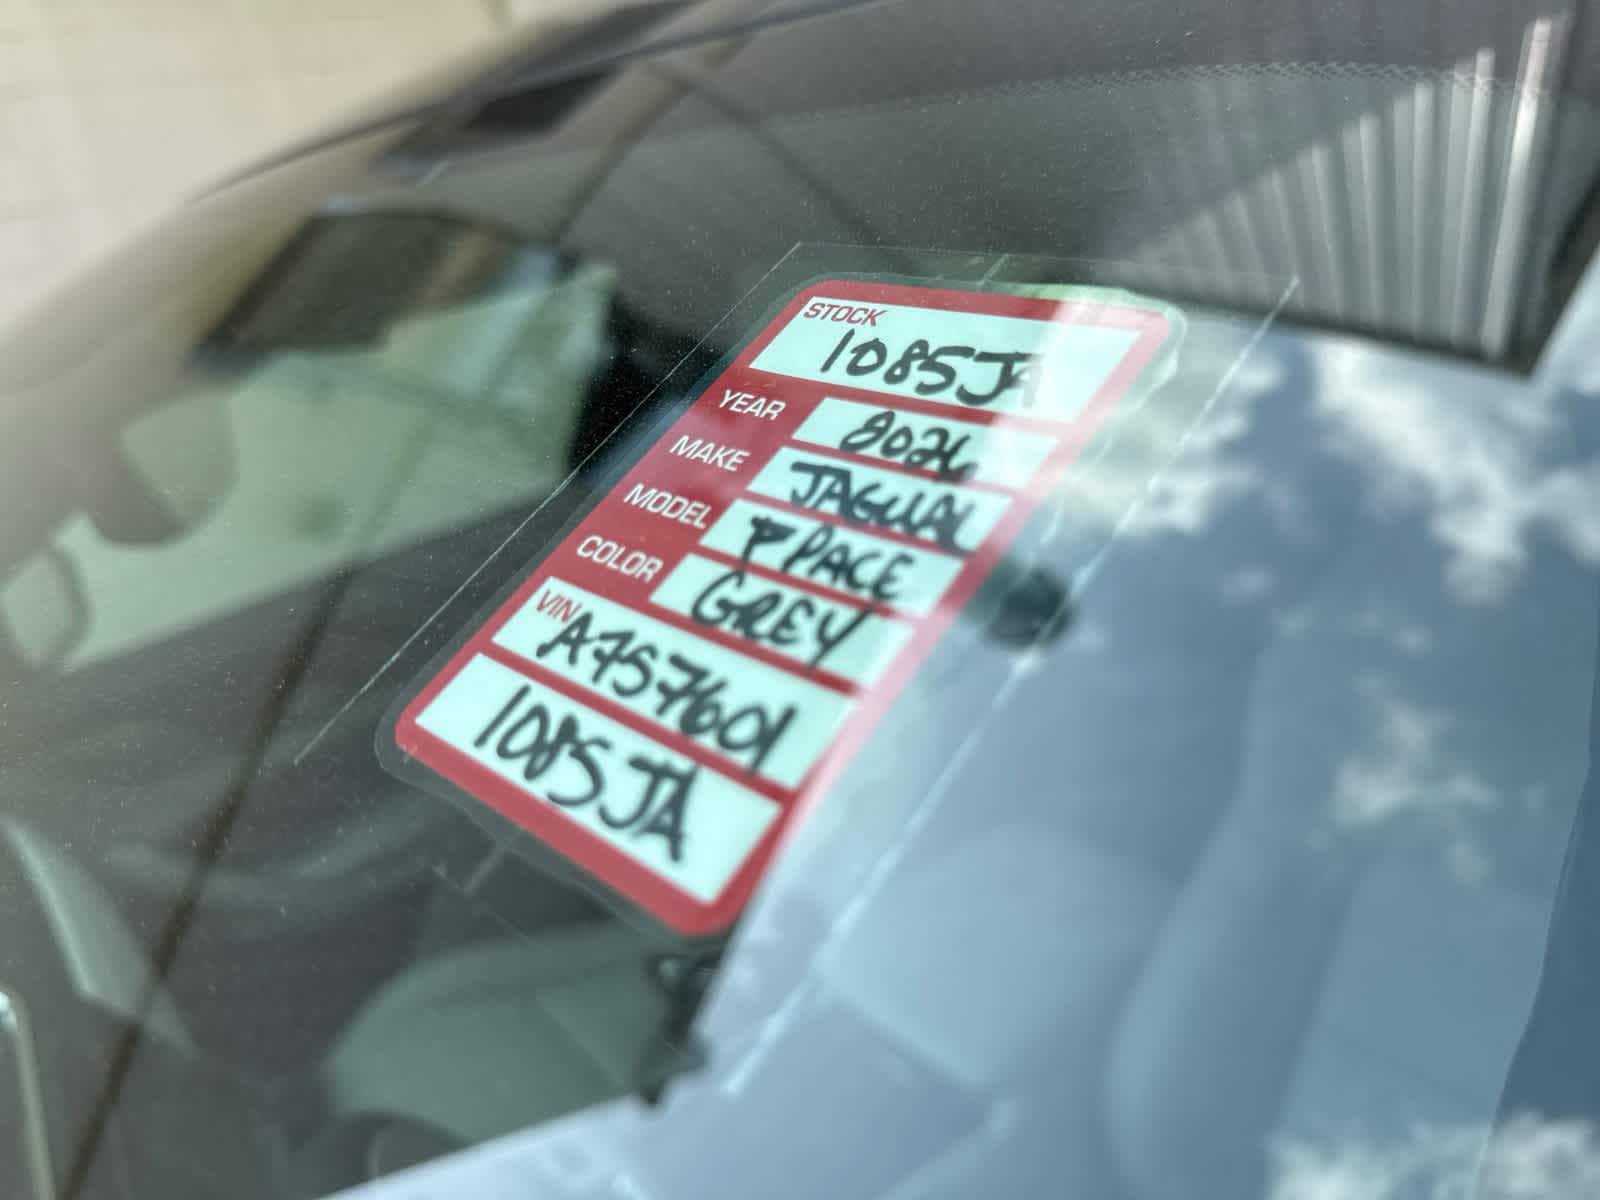 STOCK
1085JA
YEAR 2026
MAKE JAGUAR
MODEL F PACE
COLOR GREY
VIN
A757601
1085JA